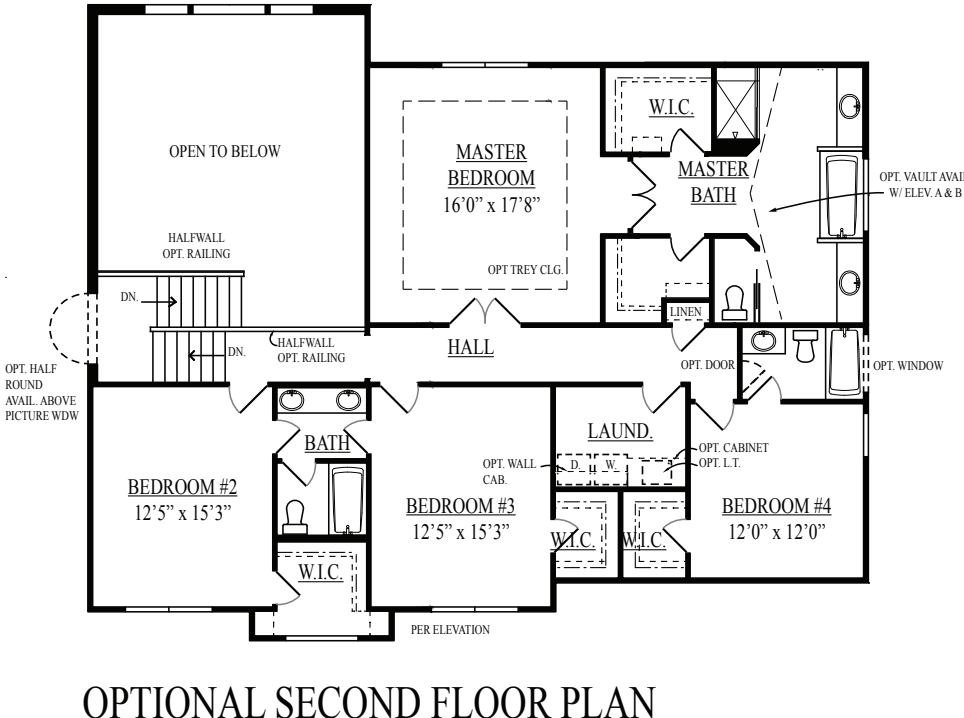 OPEN TO BELOW
HALFWALL
OPT. RAILING
DN.
DN.
HALFWALL
OPT. RAILING
OPT. HALF
ROUND
AVAIL. ABOVE
PICTURE WDW
MASTER
BEDROOM
16'0” x 17'8”
OPT TREY CLG.
W.I.C.
MASTER
BATH
OPT. VAULT AVAI
W/ ELEV. A & B
LINEN
HALL
OPT. DOOR
OPT. WINDOW
BATH
LAUND.
OPT. WALL
CAB.
D.
W.
OPT. CABINET
OPT. L.T.
BEDROOM #2
12'5” x 15'3”
BEDROOM #3
12'5” x 15'3”
BEDROOM #4
12'0” x 12'0”
W.I.C.
W.I.C.
W.I.C.
PER ELEVATION
OPTIONAL SECOND FLOOR PLAN